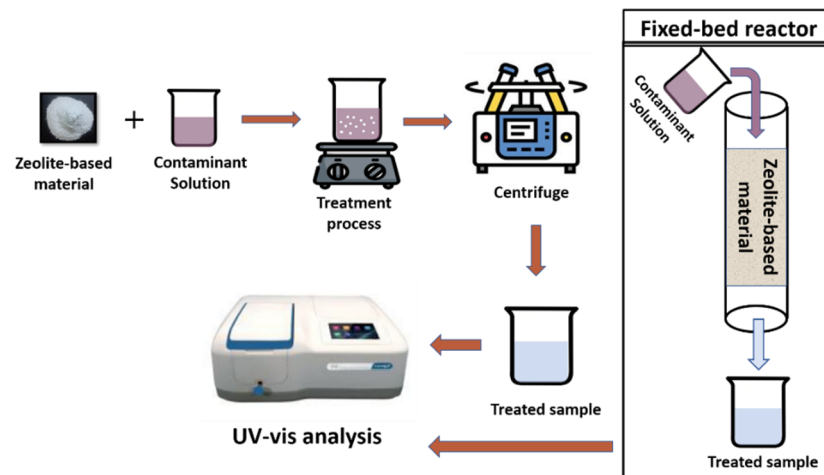 Fixed-bed reactor
Zeolite-based
material
+
Contaminant
Solution
Treatment
process
Centrifuge
Contaminant
Solution
Zeolite-based
material
Treated sample
UV-vis analysis
Treated sample